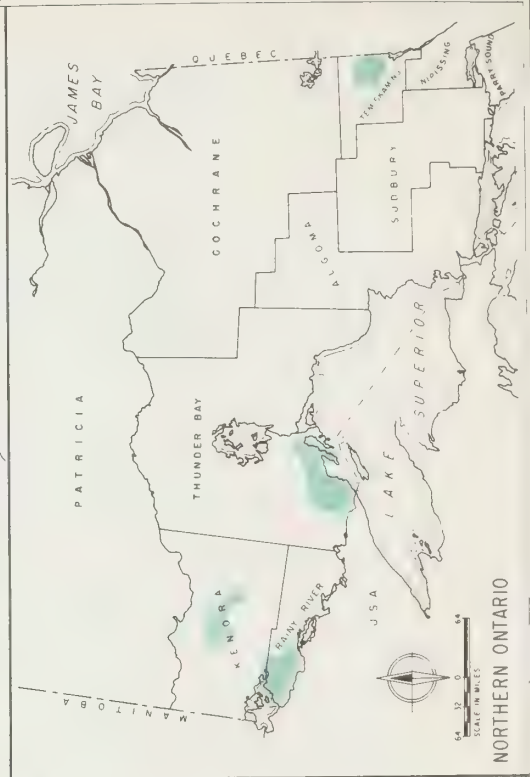 QUEBEC
JAMES
BAY
COCHRANE
TEMISKAMING
NIPISSING
PARRY SOUND
SUDBURY
ALGOMA
PATRICIA
THUNDER BAY
LAKE SUPERIOR
KENORA
RAINY RIVER
MANITOBA
USA
64 32 0 64
SCALE IN MILES
NORTHERN ONTARIO